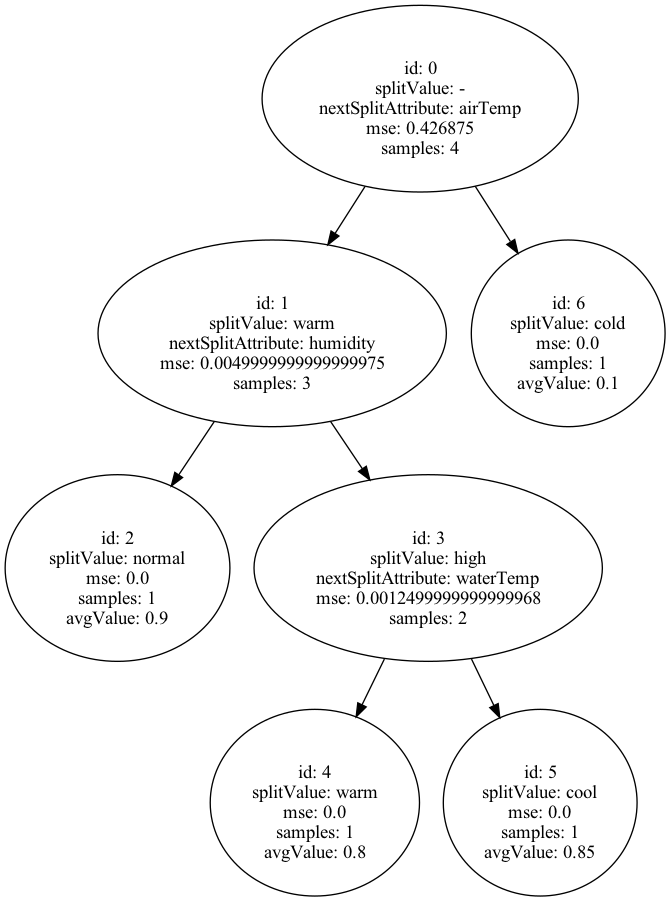 id: 0
splitValue: -
nextSplitAttribute: airTemp
mse: 0.426875
samples: 4
id: 1
splitValue: warm
nextSplitAttribute: humidity
mse: 0.0049999999999999975
samples: 3
id: 6
splitValue: cold
mse: 0.0
samples: 1
avgValue: 0.1
id: 2
splitValue: normal
mse: 0.0
samples: 1
avgValue: 0.9
id: 3
splitValue: high
nextSplitAttribute: waterTemp
mse: 0.0012499999999999968
samples: 2
id: 4
splitValue: warm
mse: 0.0
samples: 1
avgValue: 0.8
id: 5
splitValue: cool
mse: 0.0
samples: 1
avgValue: 0.85